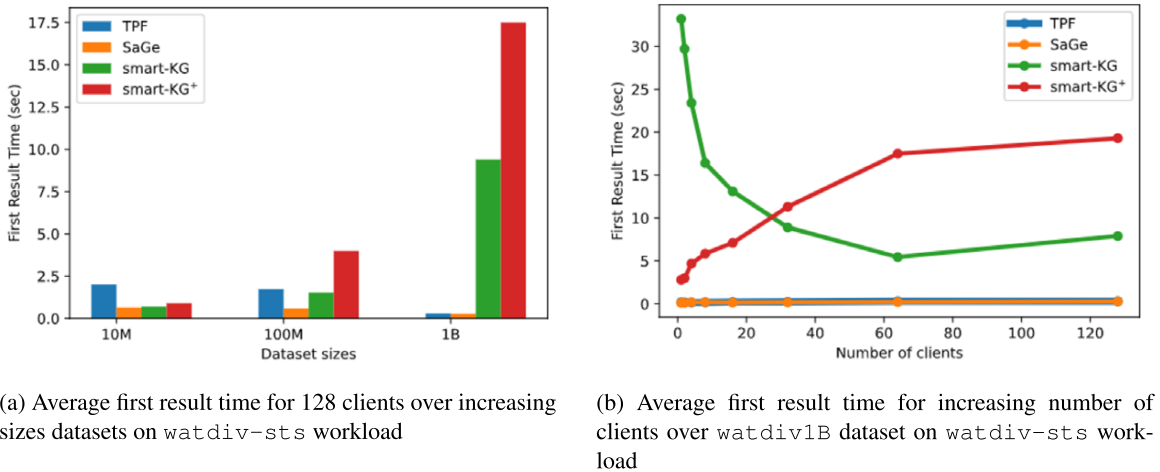 17.5
15.0
12.5
10.0
7.5
5.0
2.5
0.0
First Result Time (sec)
TPF
SaGe
smart-KG
smart-KG+
10M
100M
1B
Dataset sizes
30
25
20
15
10
5
0
First Result Time (sec)
TPF
SaGe
smart-KG
smart-KG+
0
20
40
60
80
100
120
Number of clients
(a) Average first result time for 128 clients over increasing
sizes datasets on watdiv-sts workload
(b) Average first result time for increasing number of
clients over watdiv1B dataset on watdiv-sts work-
load